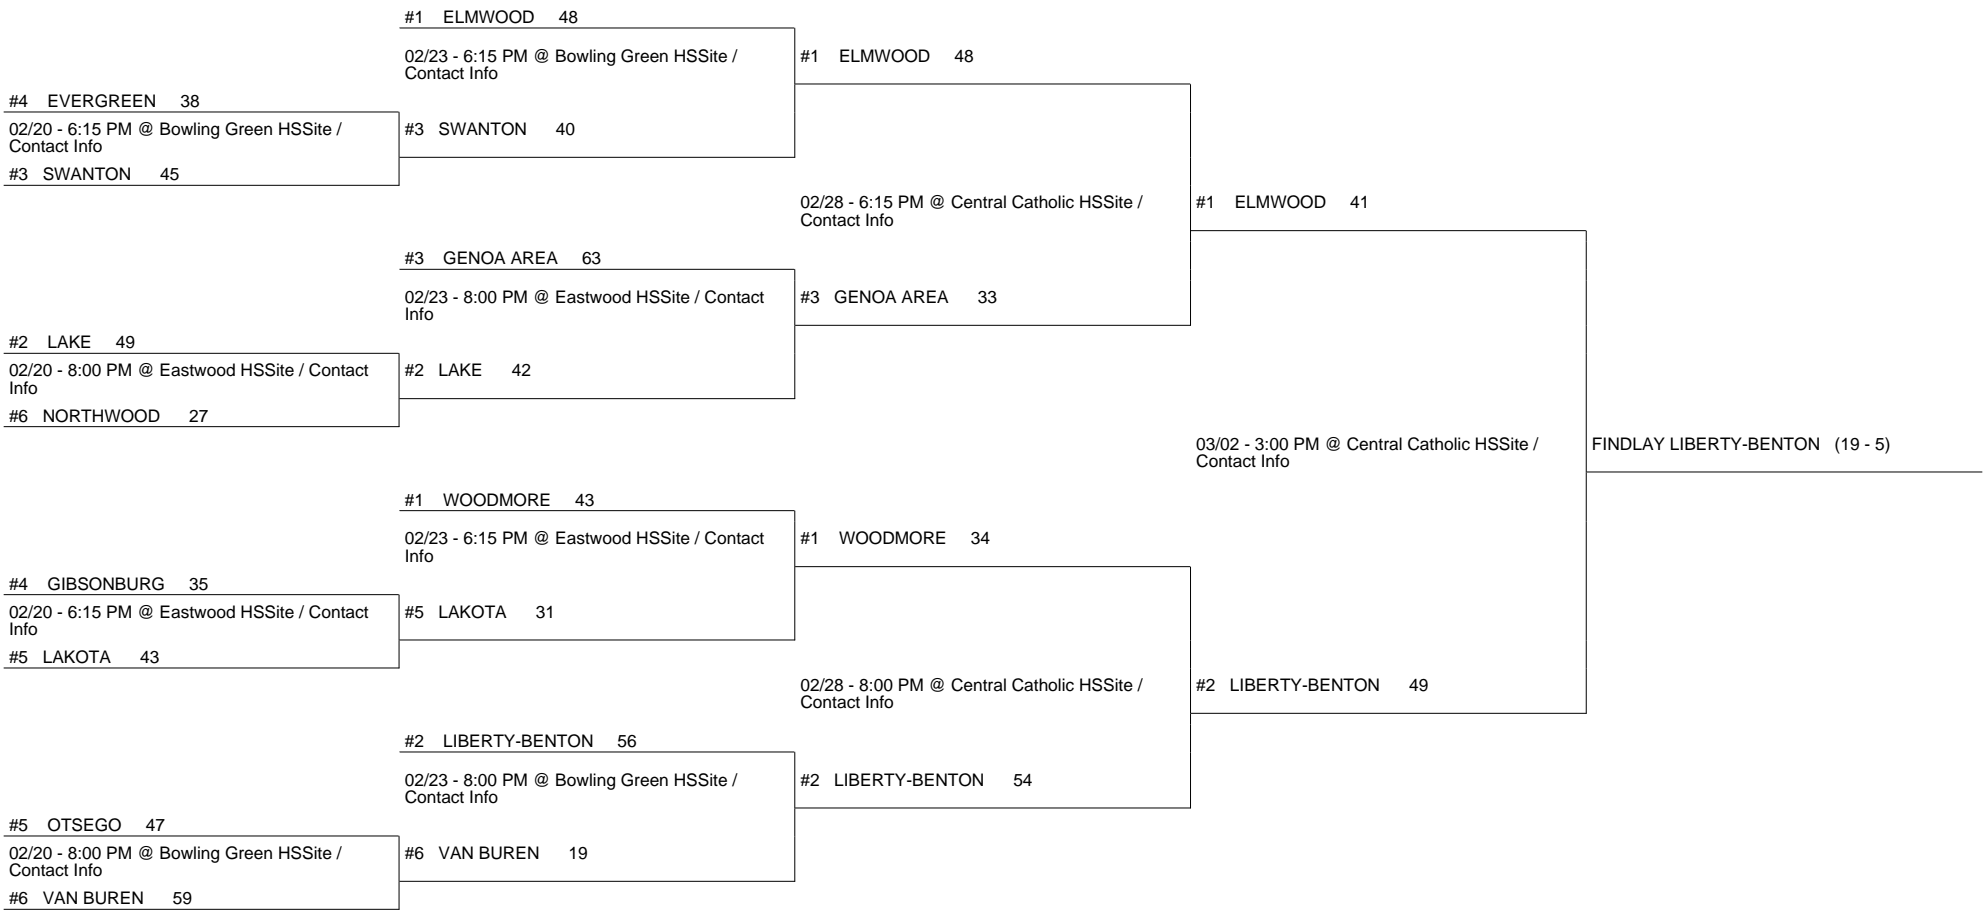 #1 ELMWOOD 48
02/23 - 6:15 PM @ Bowling Green HSSite /
Contact Info
#1 ELMWOOD 48
#4 EVERGREEN 38
02/20 - 6:15 PM @ Bowling Green HSSite /
Contact Info
#3 SWANTON 40
#3 SWANTON 45
02/28 - 6:15 PM @ Central Catholic HSSite /
Contact Info
#1 ELMWOOD 41
#3 GENOA AREA 63
02/23 - 8:00 PM @ Eastwood HSSite / Contact
Info
#3 GENOA AREA 33
#2 LAKE 49
02/20 - 8:00 PM @ Eastwood HSSite / Contact
Info
#2 LAKE 42
#6 NORTHWOOD 27
03/02 - 3:00 PM @ Central Catholic HSSite /
Contact Info
FINDLAY LIBERTY-BENTON (19 - 5)
#1 WOODMORE 43
02/23 - 6:15 PM @ Eastwood HSSite / Contact
Info
#1 WOODMORE 34
#4 GIBSONBURG 35
02/20 - 6:15 PM @ Eastwood HSSite / Contact
Info
#5 LAKOTA 31
#5 LAKOTA 43
02/28 - 8:00 PM @ Central Catholic HSSite /
Contact Info
#2 LIBERTY-BENTON 49
#2 LIBERTY-BENTON 56
02/23 - 8:00 PM @ Bowling Green HSSite /
Contact Info
#2 LIBERTY-BENTON 54
#5 OTSEGO 47
02/20 - 8:00 PM @ Bowling Green HSSite /
Contact Info
#6 VAN BUREN 19
#6 VAN BUREN 59